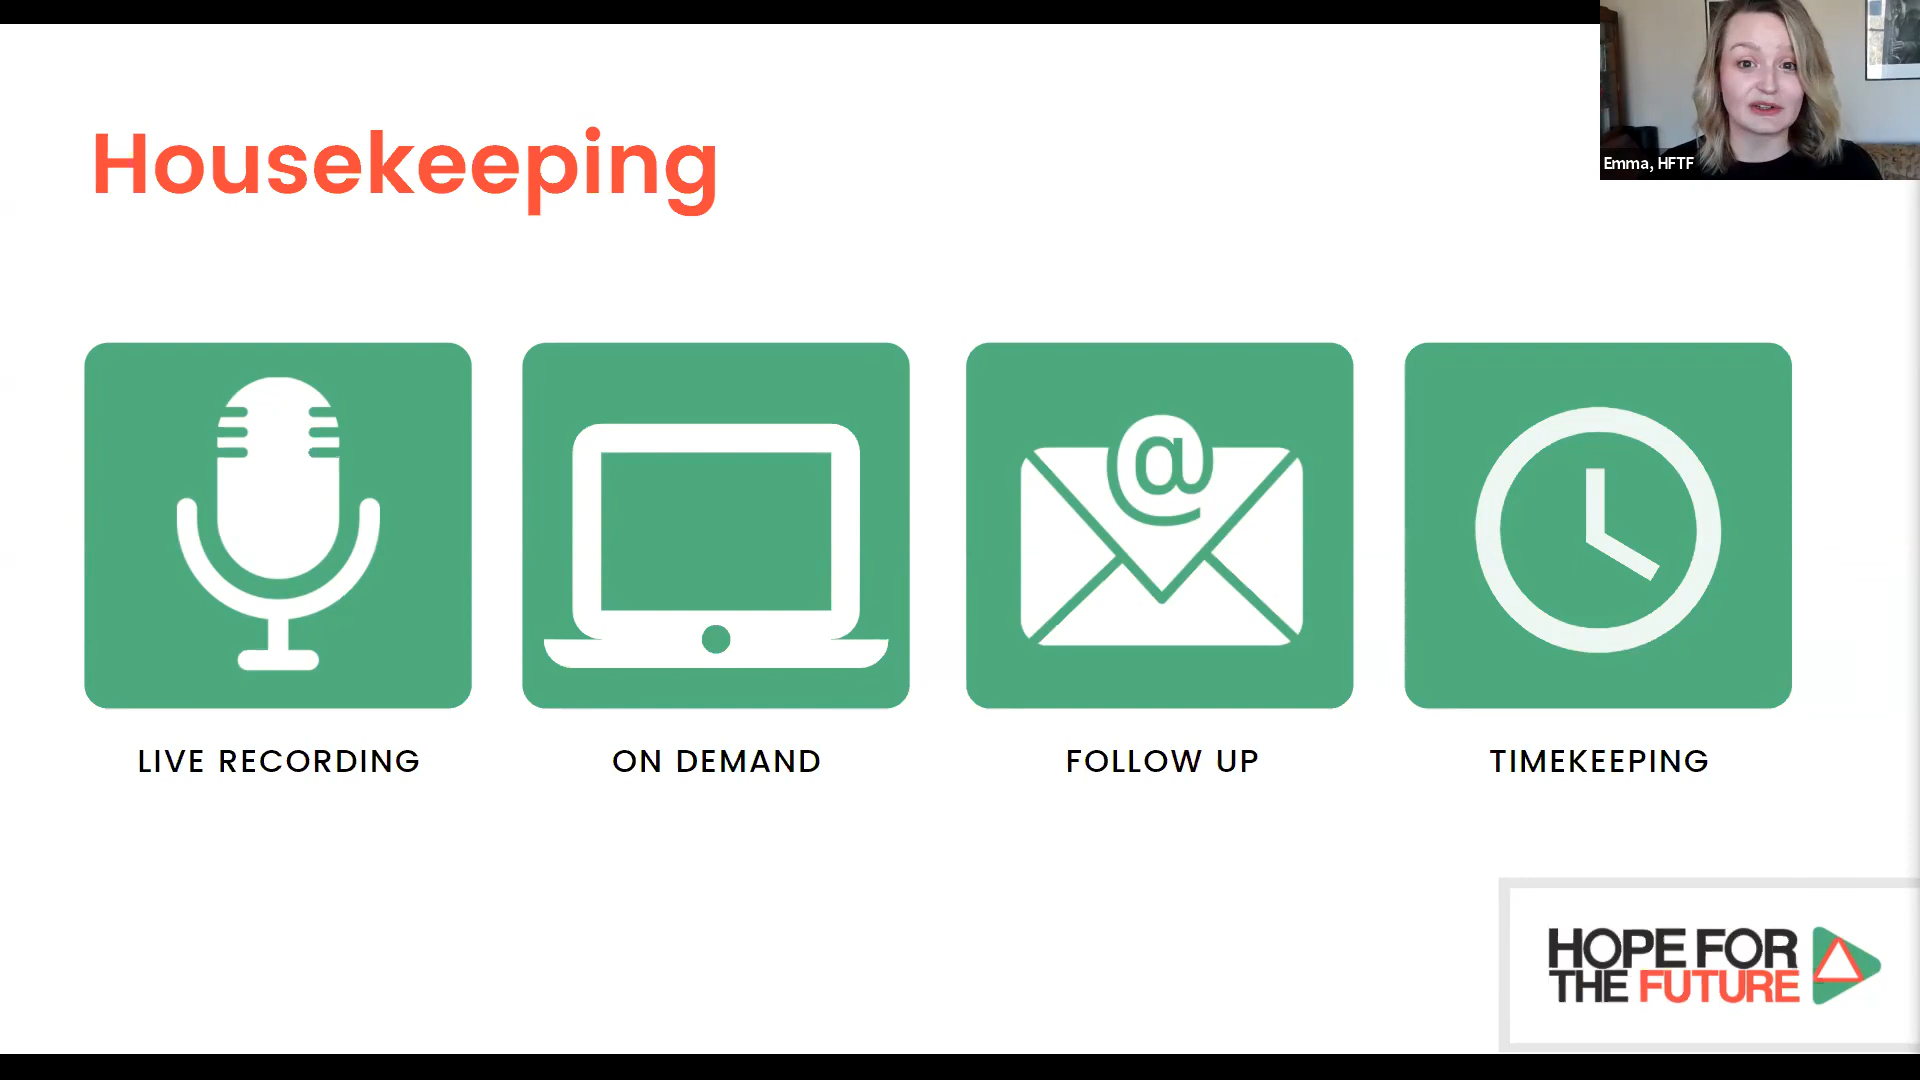 Housekeeping
Emma, HFTF
@
LIVE RECORDING
ON DEMAND
FOLLOW UP
TIMEKEEPING
HOPE FOR
THE FUTURE